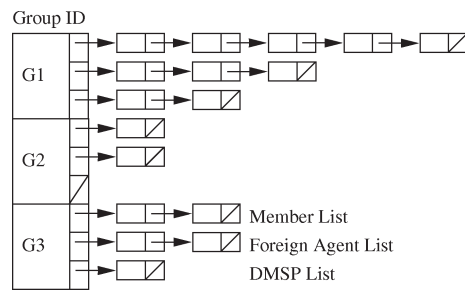 Group ID
G1
G2
G3
Member List
Foreign Agent List
DMSP List